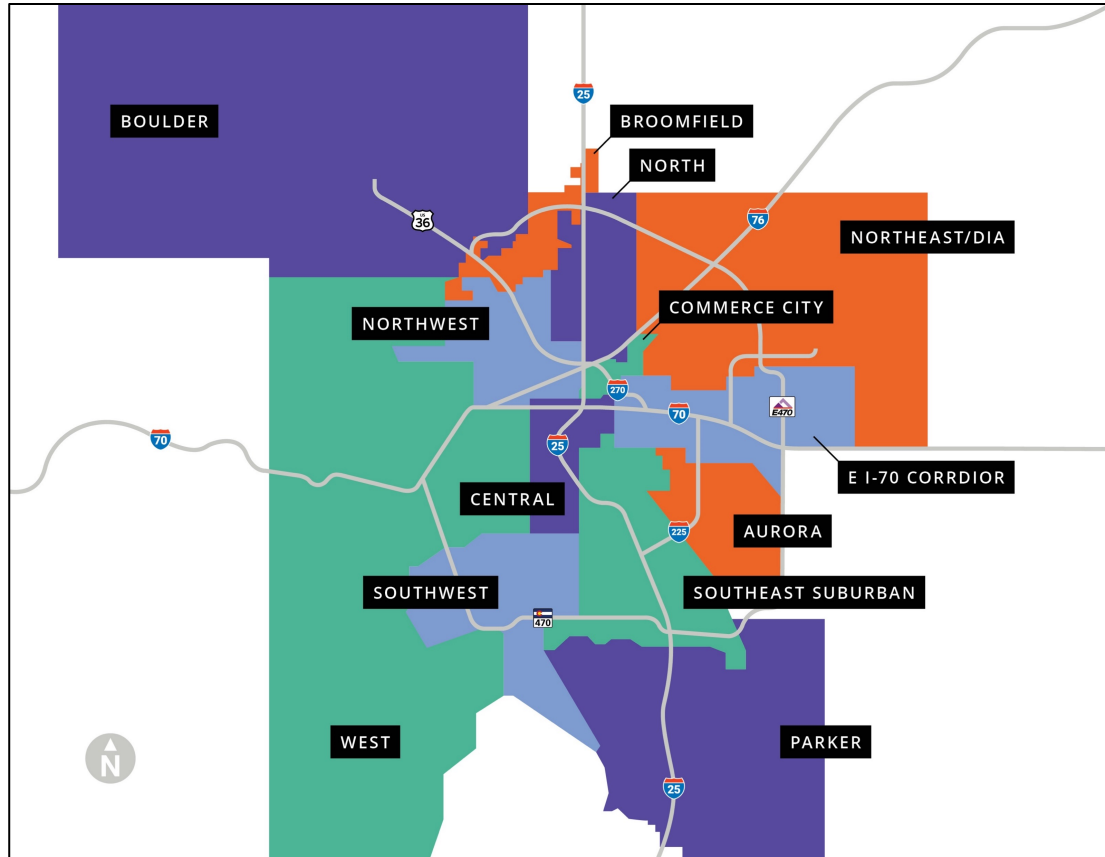 25
BOULDER
BROOMFIELD
NORTH
US
36
76
NORTHEAST/DIA
COMMERCE CITY
NORTHWEST
270
E470
70
70
25
E I-70 CORRDIOR
CENTRAL
225
AURORA
SOUTHWEST
SOUTHEAST SUBURBAN
470
WEST
PARKER
N
25